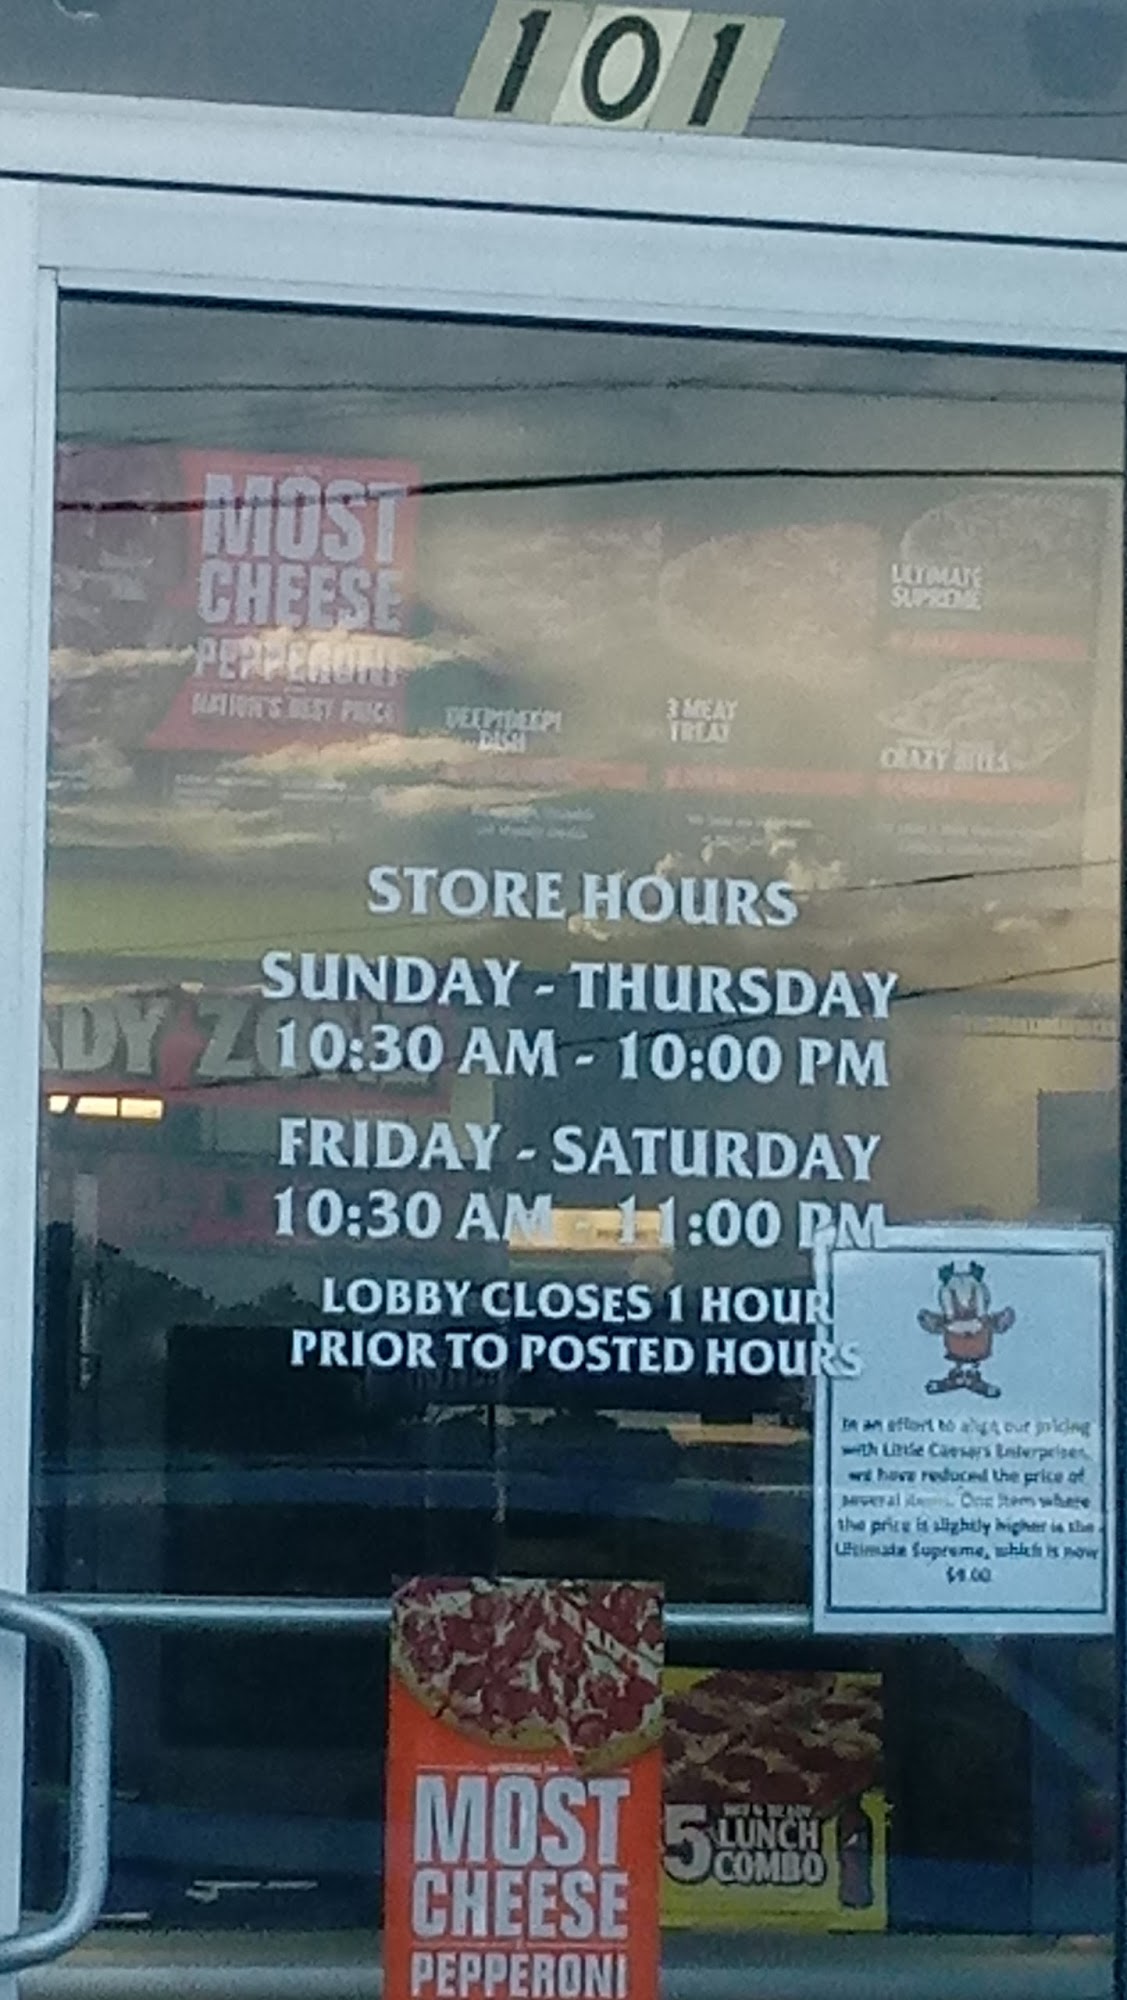 101
MOST
CHEESE
PEPPERONI
NATION'S BEST PRICE
DEEP!DEEP!
DISH
3 MEAT
TREAT
ULTIMATE
SUPREME
CRAZY BITES
STORE HOURS
SUNDAY - THURSDAY
10:30 AM - 10:00 PM
ADY ZONE
FRIDAY - SATURDAY
10:30 AM - 11:00 PM
LOBBY CLOSES 1 HOUR
PRIOR TO POSTED HOURS
In an effort to align our pricing
with Little Caesars Enterprises,
we have reduced the price of
several items. One item where
the price is slightly higher is the
Ultimate Supreme, which is now
MOST
CHEESE
PEPPERONI
5
HOT-N-READY
LUNCH
COMBO